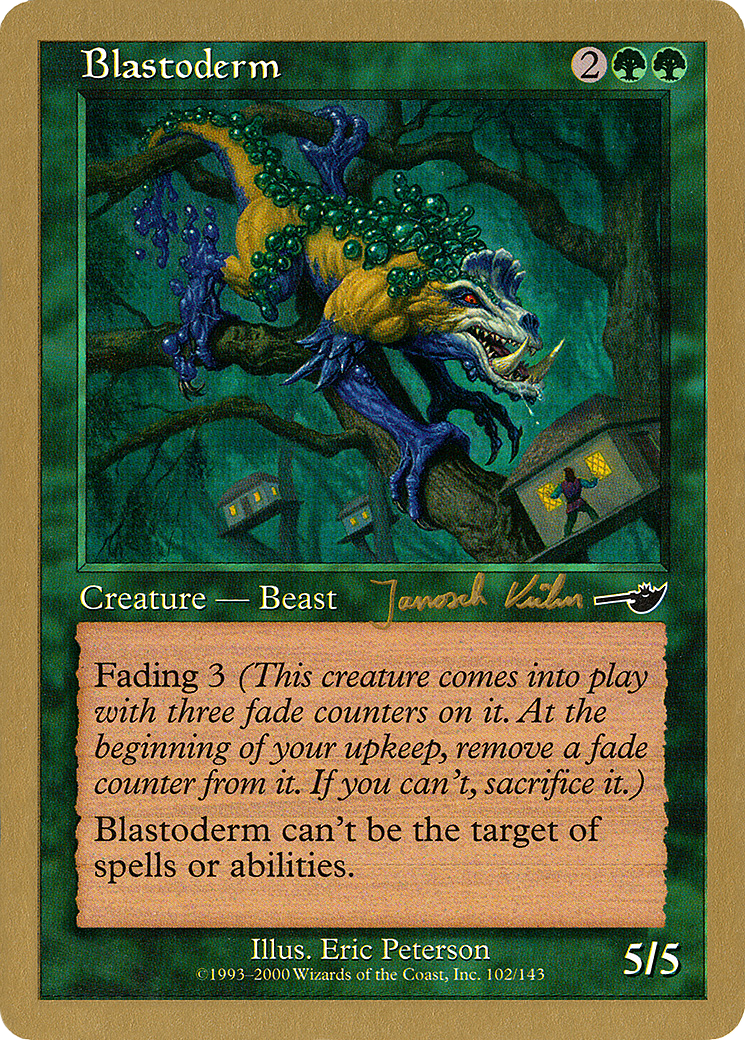 Blastoderm 2
Creature — Beast Janosch Kühn
Fading 3 (This creature comes into play
with three fade counters on it. At the
beginning of your upkeep, remove a fade
counter from it. If you can't, sacrifice it.)
Blastoderm can't be the target of
spells or abilities.
Illus. Eric Peterson
©1993–2000 Wizards of the Coast, Inc. 102/143
5/5